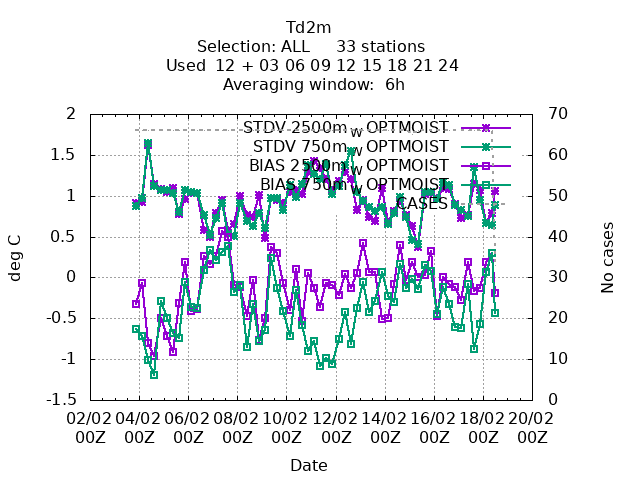 Td2m
Selection: ALL 33 stations
Used 12 + 03 06 09 12 15 18 21 24
Averaging window: 6h
STDV 2500m_w OPTMOIST
STDV 750m_w OPTMOIST
BIAS 2500m_w OPTMOIST
BIAS 750m_w OPTMOIST
CASES
2
1.5
1
0.5
0
-0.5
-1
-1.5
deg C
70
60
50
40
30
20
10
0
No cases
02/02 04/02 06/02 08/02 10/02 12/02 14/02 16/02 18/02 20/02
00Z 00Z 00Z 00Z 00Z 00Z 00Z 00Z 00Z 00Z
Date